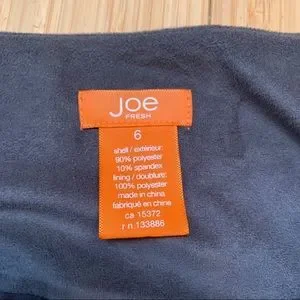 Joe
FRESH
6
shell / extérieur:
90% polyester
10% spandex
lining / doublure:
100% polyester
made in china
fabriqué en chine
ca 15372
r n 133886